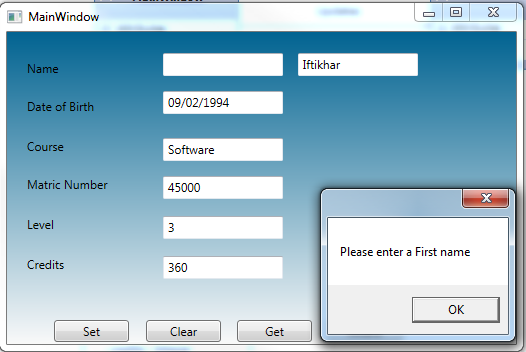 MainWindow
Name Iftikhar
Date of Birth 09/02/1994
Course Software
Matric Number 45000
Level 3
Credits 360
Please enter a First name
OK
Set Clear Get